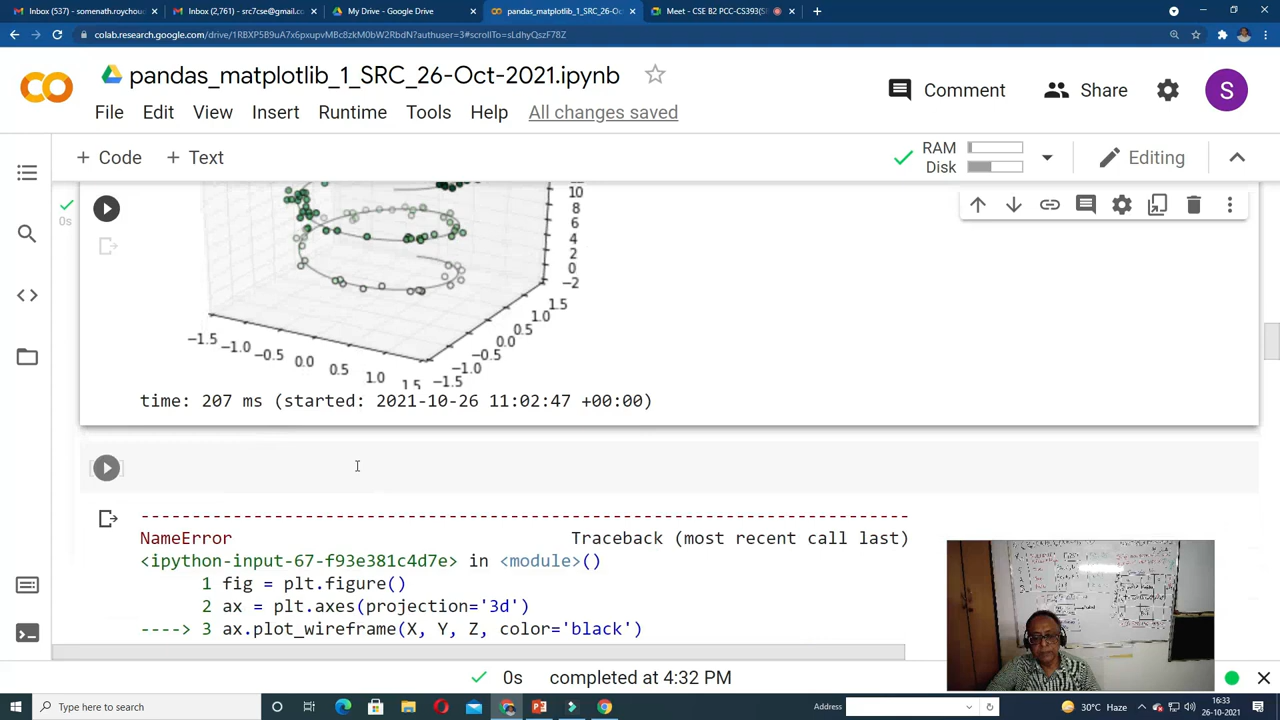 Inbox (537) - somenath.roychou
Inbox (2,761) - src7cse@gmail.co
My Drive - Google Drive
pandas_matplotlib_1_SRC_26-Oct
Meet - CSE B2 PCC-CS393(S
colab.research.google.com/drive/1RBXP5B9uA7x6pxupvMBc8zkM0bW2RbdN?authuser=3#scrollTo=sLdhyQszF78Z
pandas_matplotlib_1_SRC_26-Oct-2021.ipynb
Comment
Share
S
File Edit View Insert Runtime Tools Help All changes saved
+ Code + Text
RAM
Disk
Editing
0s
10
8
6
4
2
0
−2
−1.5 −1.0 −0.5 0.0 0.5 1.0 1.5
−1.5 −1.0 −0.5 0.0 0.5 1.0 1.5
time: 207 ms (started: 2021-10-26 11:02:47 +00:00)
---------------------------------------------------------------------------
NameError Traceback (most recent call last)
<ipython-input-67-f93e381c4d7e> in <module>()
1 fig = plt.figure()
2 ax = plt.axes(projection='3d')
----> 3 ax.plot_wireframe(X, Y, Z, color='black')
0s completed at 4:32 PM
Type here to search
Address
30°C Haze
16:33
26-10-2021